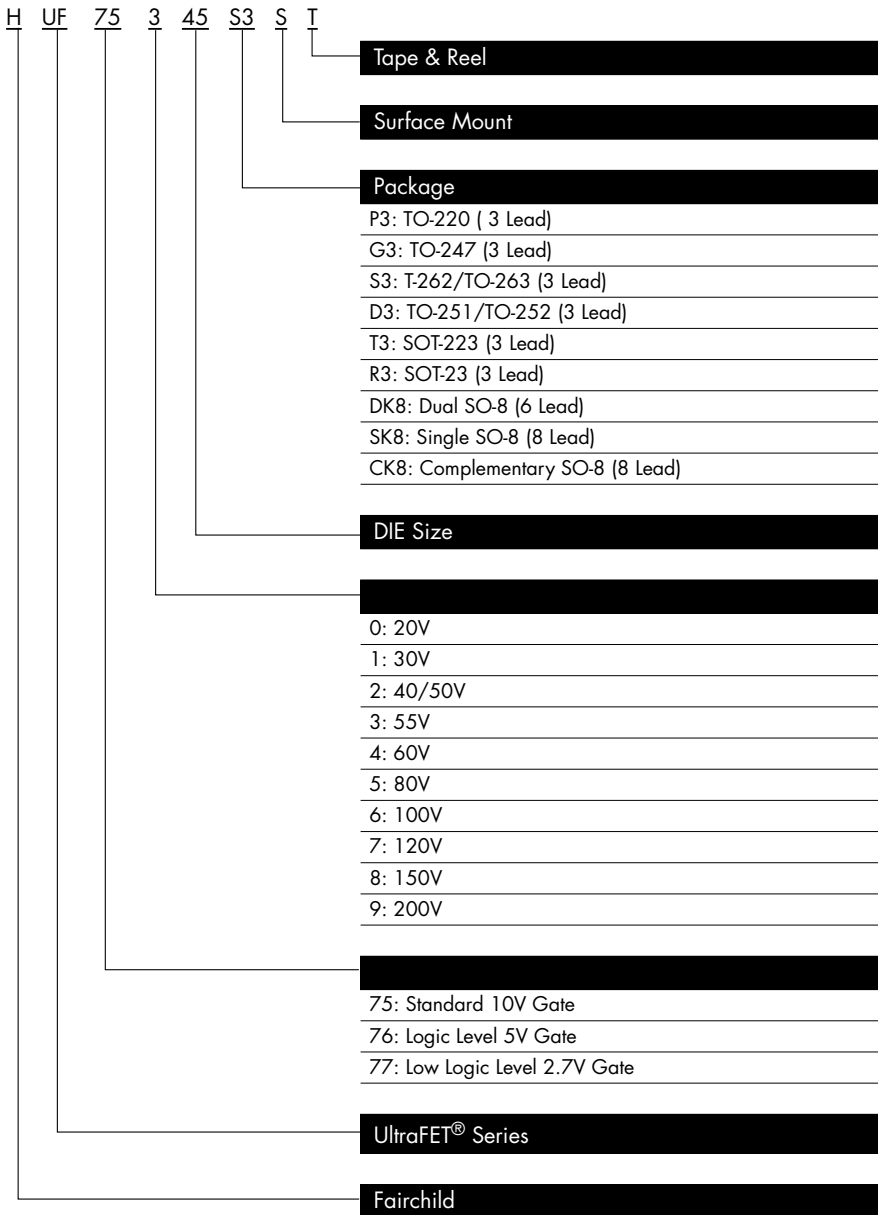 H UF 75 3 45 S3 S T
Tape & Reel
Surface Mount
Package
P3: TO-220 ( 3 Lead)
G3: TO-247 (3 Lead)
S3: T-262/TO-263 (3 Lead)
D3: TO-251/TO-252 (3 Lead)
T3: SOT-223 (3 Lead)
R3: SOT-23 (3 Lead)
DK8: Dual SO-8 (6 Lead)
SK8: Single SO-8 (8 Lead)
CK8: Complementary SO-8 (8 Lead)
DIE Size
0: 20V
1: 30V
2: 40/50V
3: 55V
4: 60V
5: 80V
6: 100V
7: 120V
8: 150V
9: 200V
75: Standard 10V Gate
76: Logic Level 5V Gate
77: Low Logic Level 2.7V Gate
UltraFET® Series
Fairchild